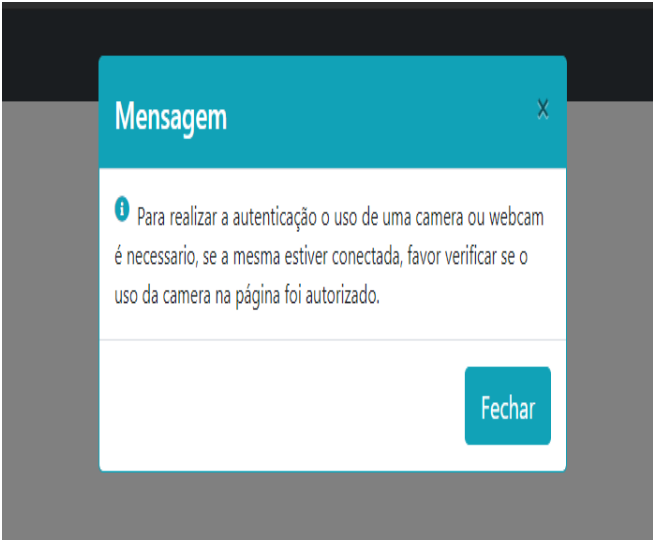 Mensagem
x
Para realizar a autenticação o uso de uma camera ou webcam
é necessario, se a mesma estiver conectada, favor verificar se o
uso da camera na página foi autorizado.
Fechar